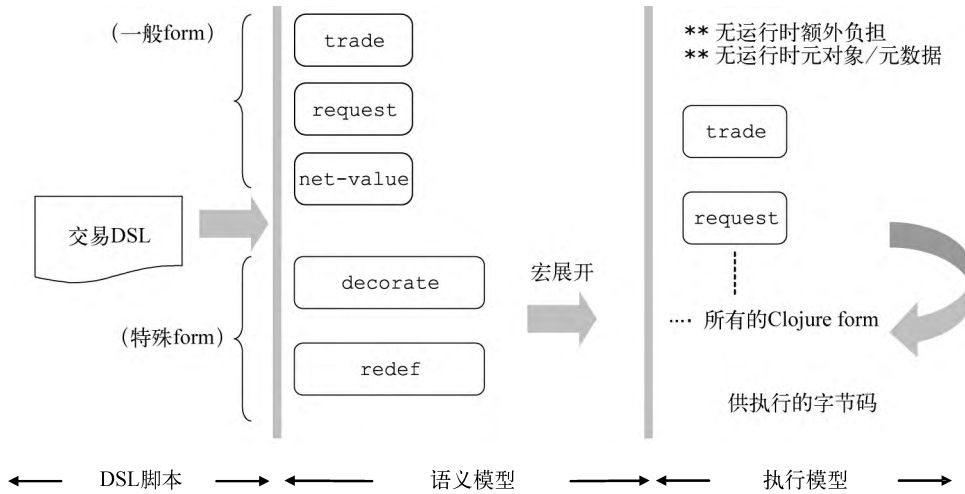 (一般form)
trade
request
net-value
交易DSL
(特殊form)
decorate
redef
宏展开
** 无运行时额外负担
** 无运行时元对象/元数据
trade
request
.... 所有的Clojure form
供执行的字节码
DSL脚本
语义模型
执行模型